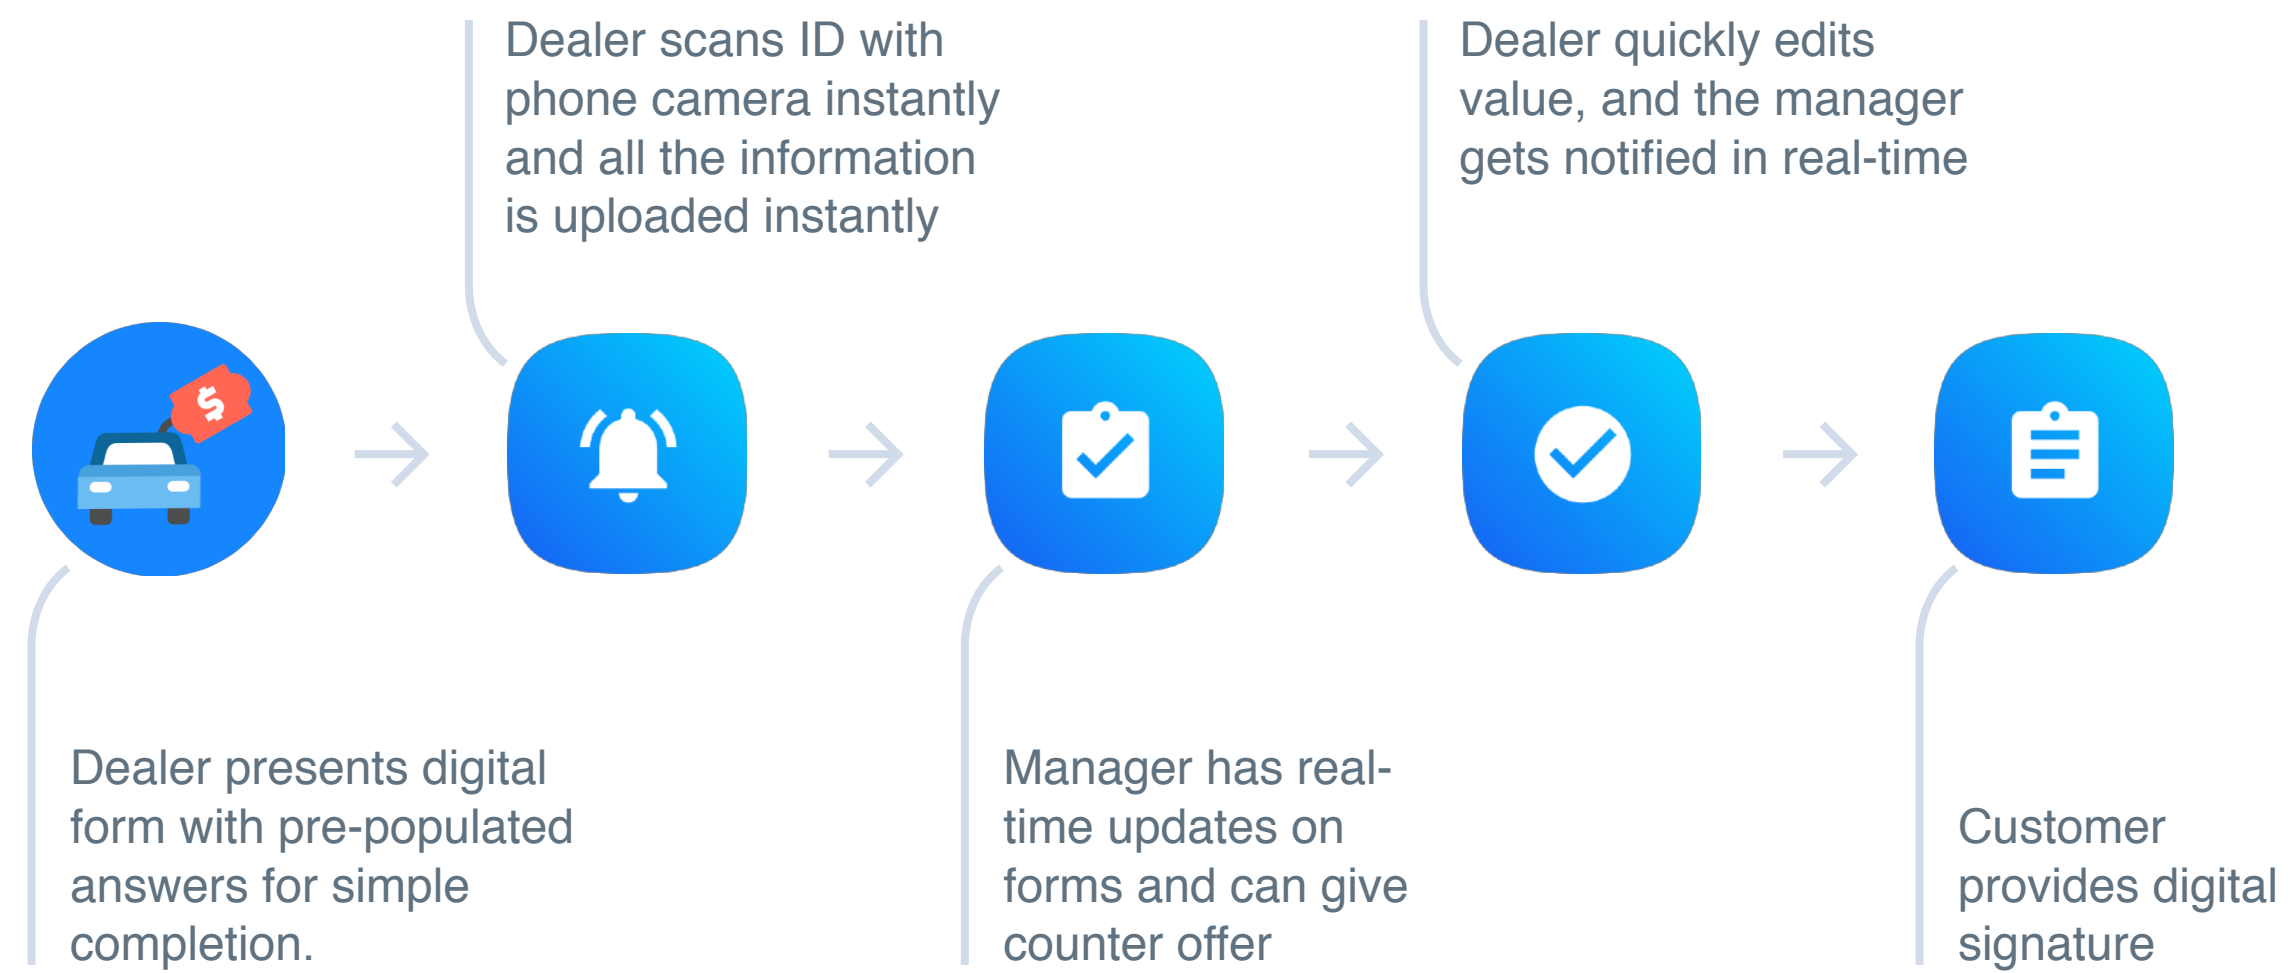 Dealer presents digital
form with pre-populated
answers for simple
completion.
Dealer scans ID with
phone camera instantly
and all the information
is uploaded instantly
Manager has real-
time updates on
forms and can give
counter offer
Dealer quickly edits
value, and the manager
gets notified in real-time
Customer
provides digital
signature
$